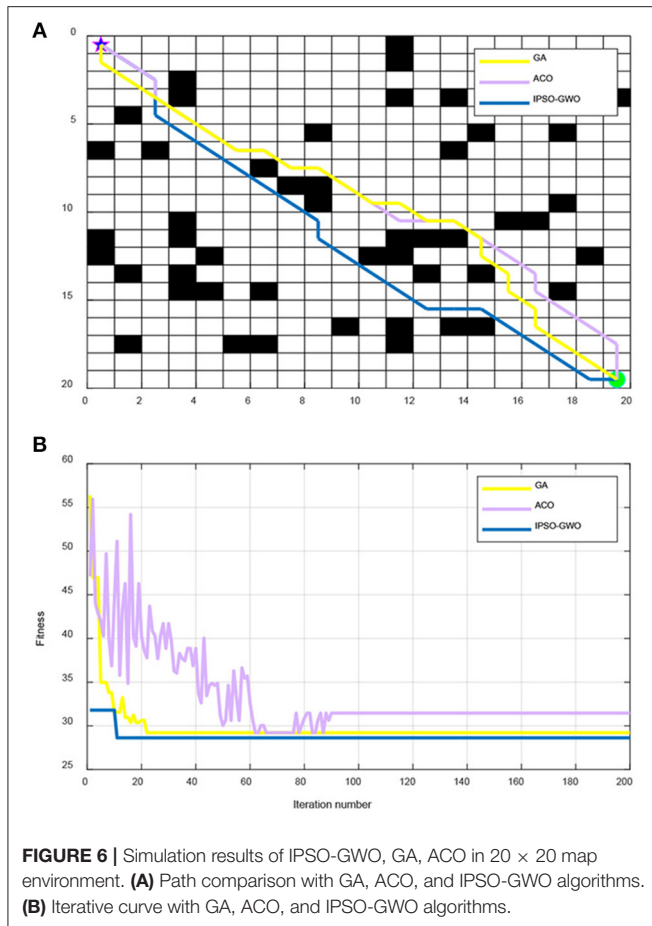 A
0
5
10
15
20
0 2 4 6 8 10 12 14 16 18 20
GA
ACO
IPSO-GWO
B
60
55
50
45
40
35
30
25
Fitness
0 20 40 60 80 100 120 140 160 180 200
Iteration number
GA
ACO
IPSO-GWO
FIGURE 6 | Simulation results of IPSO-GWO, GA, ACO in 20 × 20 map
environment. (A) Path comparison with GA, ACO, and IPSO-GWO algorithms.
(B) Iterative curve with GA, ACO, and IPSO-GWO algorithms.